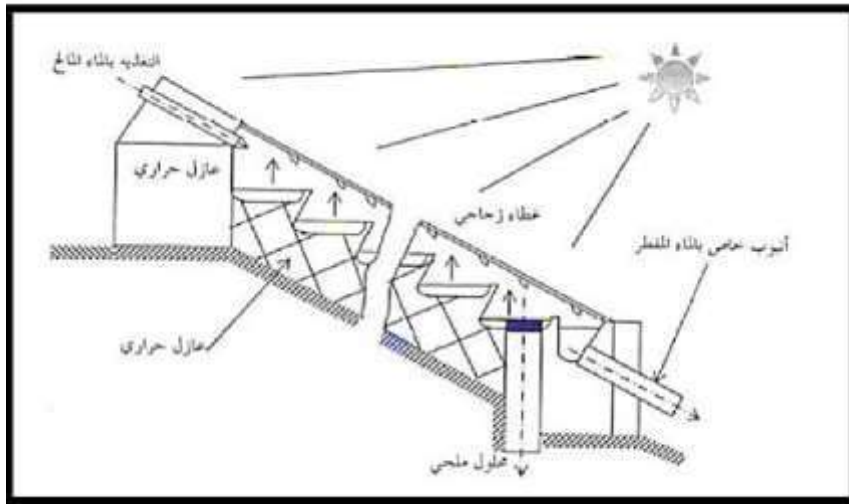 التغذية بالماء المالح
عازل حراري
غطاء زجاجي
أنبوب خاص بالماء المقطر
عازل حراري
محلول ملحي